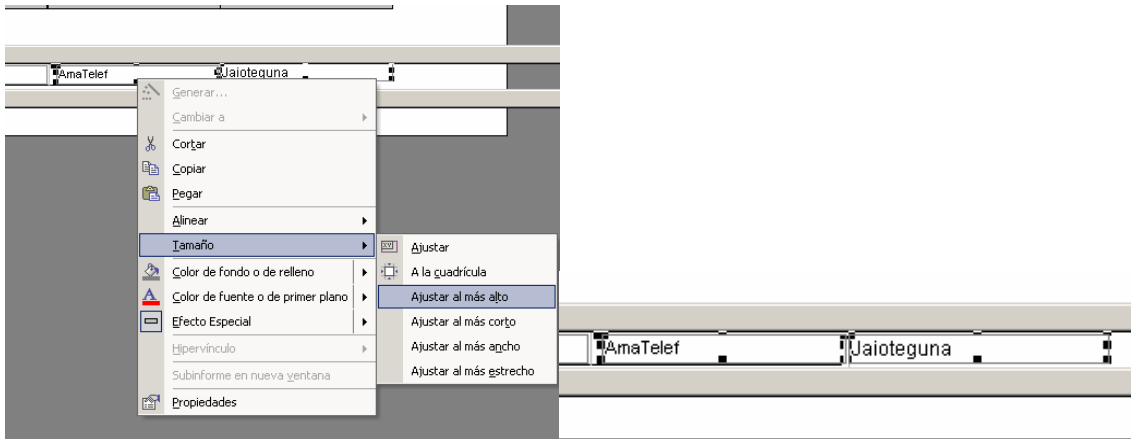 AmaTelef Jaioteguna
Generar...
Cambiar a
Cortar
Copiar
Pegar
Alinear
Tamaño
Color de fondo o de relleno
Color de fuente o de primer plano
Efecto Especial
Hipervínculo
Subinforme en nueva ventana
Propiedades
Ajustar
A la cuadrícula
Ajustar al más alto
Ajustar al más corto
Ajustar al más ancho
Ajustar al más estrecho
AmaTelef Jaioteguna